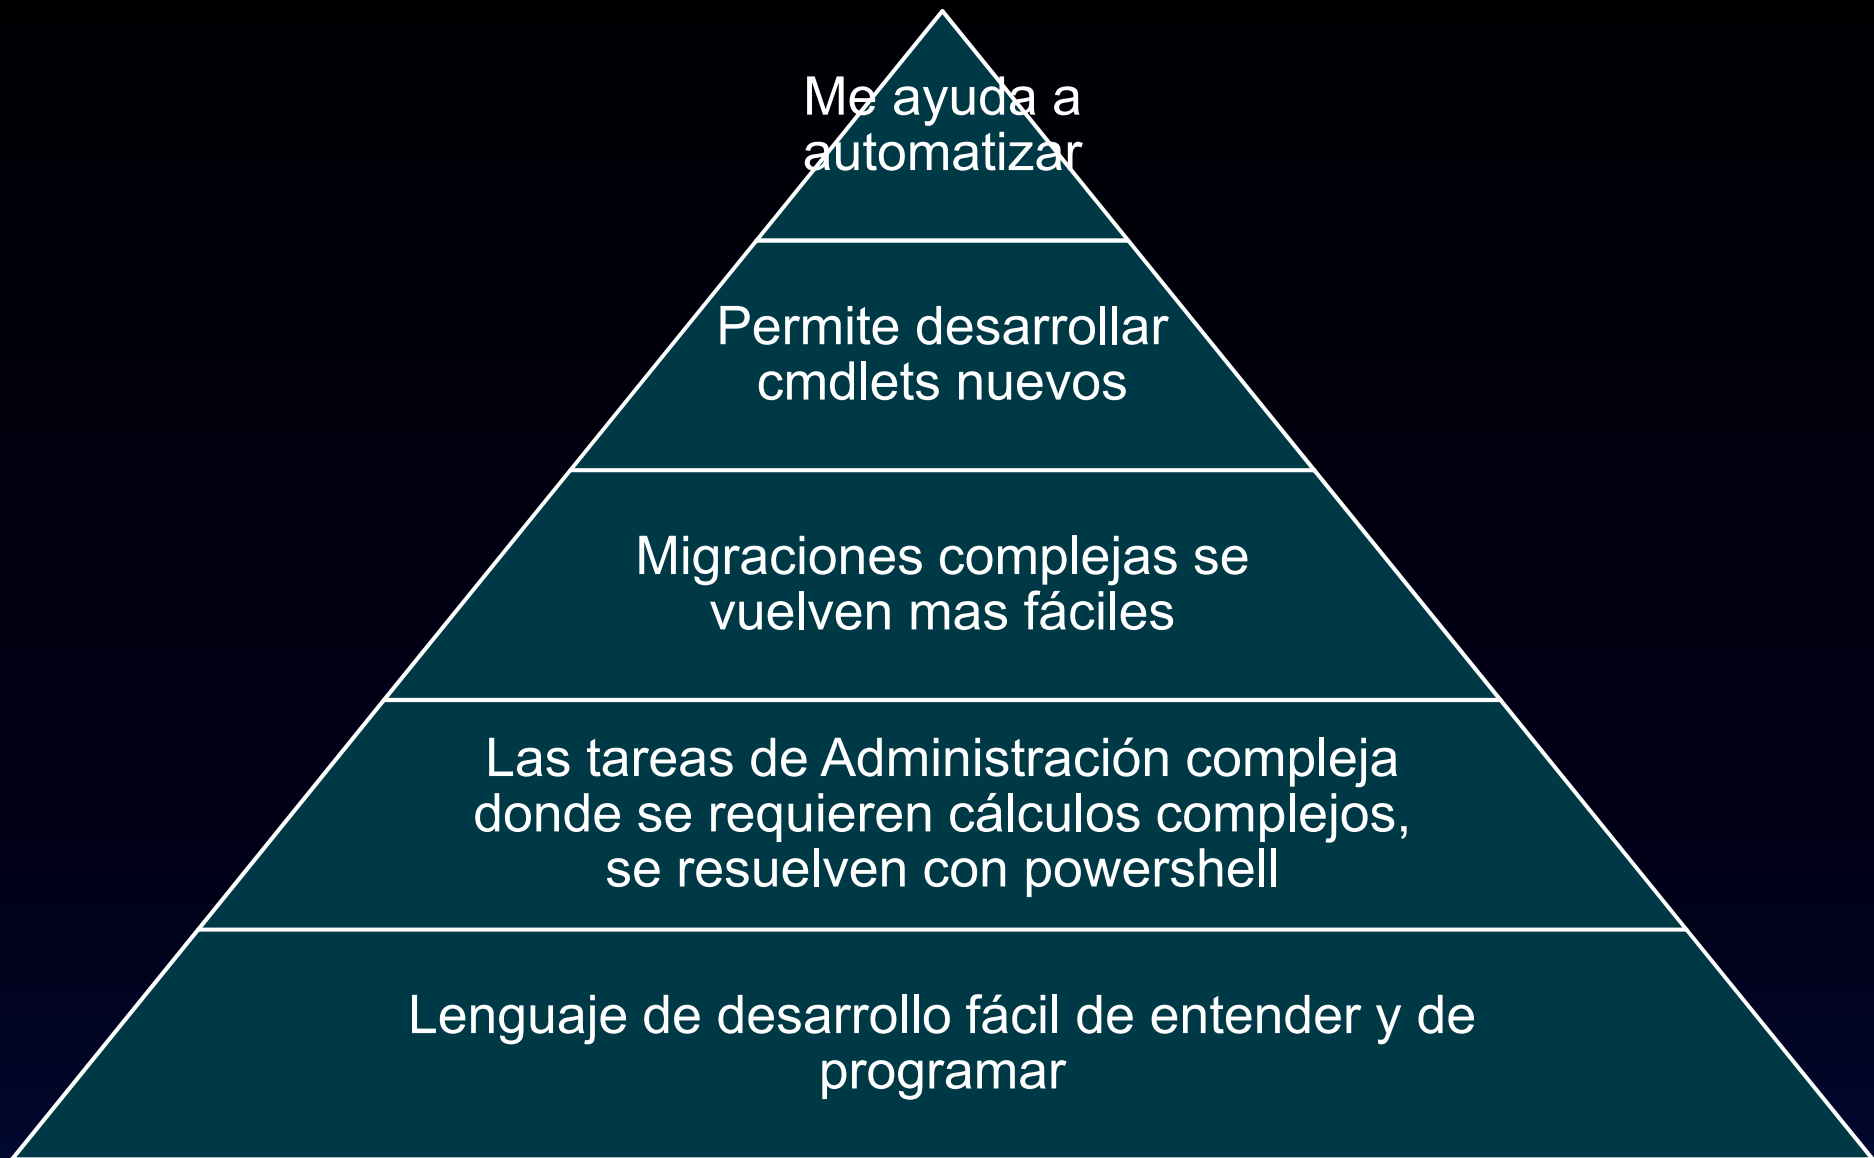 Me ayuda a
automatizar
Permite desarrollar
cmdlets nuevos
Migraciones complejas se
vuelven mas fáciles
Las tareas de Administración compleja
donde se requieren cálculos complejos,
se resuelven con powershell
Lenguaje de desarrollo fácil de entender y de
programar